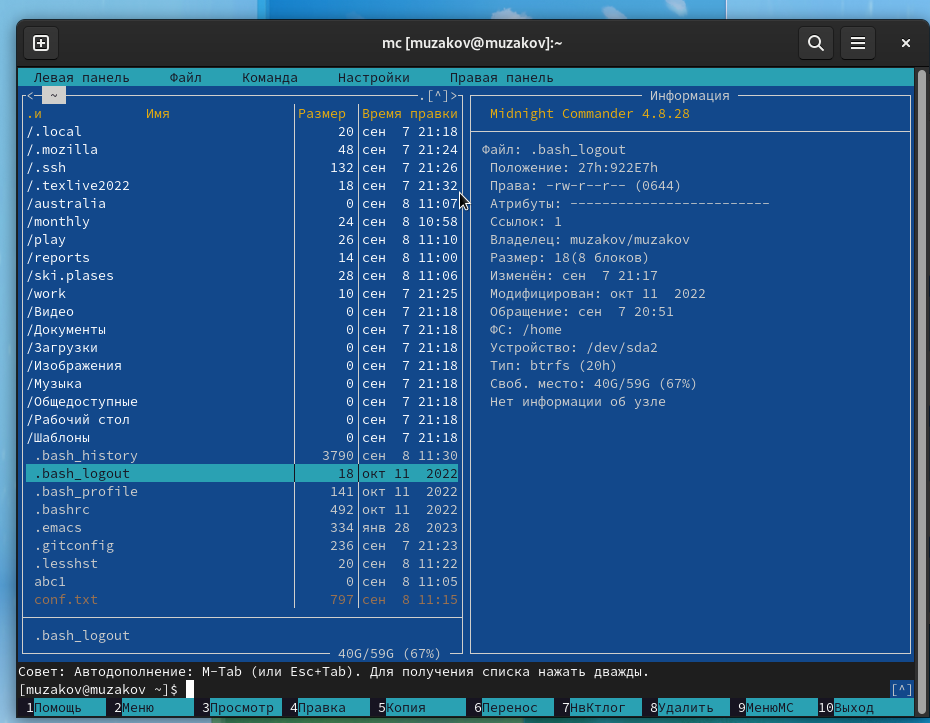 mc [muzakov@muzakov]:~
Левая панель Файл Команда Настройки Правая панель
<- ~ .[^]> Информация
.и Имя Размер Время правки
Midnight Commander 4.8.28
/.local 20 сен 7 21:18
/.mozilla 48 сен 7 21:24
Файл: .bash_logout
/.ssh 132 сен 7 21:26
Положение: 27h:922E7h
/.texlive2022 18 сен 7 21:32
Права: -rw-r--r-- (0644)
/australia 0 сен 8 11:07
Атрибуты: -------------------------
/monthly 24 сен 8 10:58
Ссылок: 1
/play 26 сен 8 11:10
Владелец: muzakov/muzakov
/reports 14 сен 8 11:00
Размер: 18(8 блоков)
/ski.plases 28 сен 8 11:06
Изменён: сен 7 21:17
/work 10 сен 7 21:25
Модифицирован: окт 11 2022
/Видео 0 сен 7 21:18
Обращение: сен 7 20:51
/Документы 0 сен 7 21:18
ФС: /home
/Загрузки 0 сен 7 21:18
Устройство: /dev/sda2
/Изображения 0 сен 7 21:18
Тип: btrfs (20h)
/Музыка 0 сен 7 21:18
Своб. место: 40G/59G (67%)
/Общедоступные 0 сен 7 21:18
Нет информации об узле
/Рабочий стол 0 сен 7 21:18
/Шаблоны 0 сен 7 21:18
.bash_history 3790 сен 8 11:30
.bash_logout 18 окт 11 2022
.bash_profile 141 окт 11 2022
.bashrc 492 окт 11 2022
.emacs 334 янв 28 2023
.gitconfig 236 сен 7 21:23
.lesshst 20 сен 8 11:22
abc1 0 сен 8 11:05
conf.txt 797 сен 8 11:15
.bash_logout
40G/59G (67%)
Совет: Автодополнение: M-Tab (или Esc+Tab). Для получения списка нажать дважды.
[muzakov@muzakov ~]$ [^]
1Помощь 2Меню 3Просмотр 4Правка 5Копия 6Перенос 7НвКтлог 8Удалить 9МенюMC 10Выход